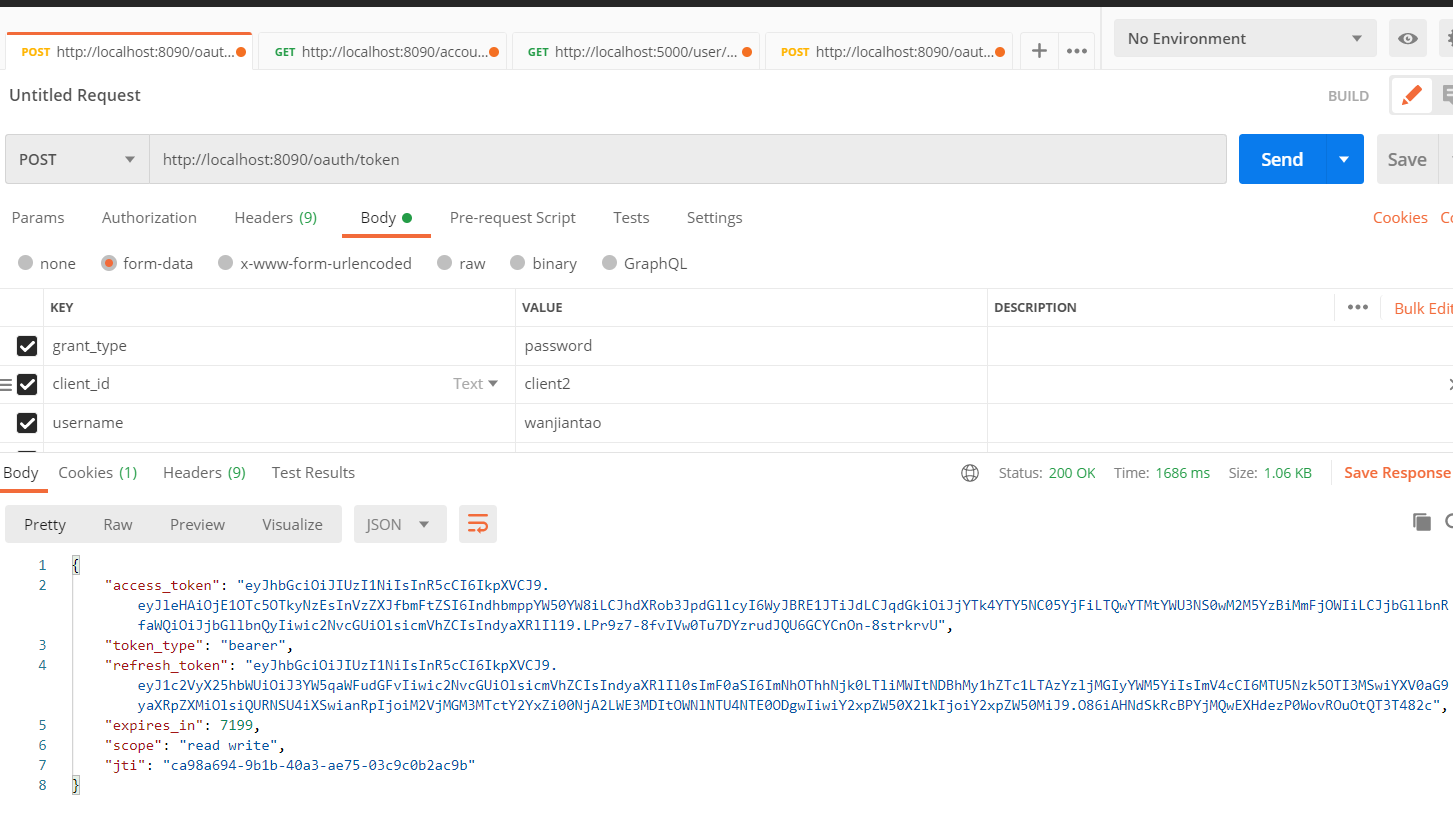 POST http://localhost:8090/oaut... GET http://localhost:8090/accou... GET http://localhost:5000/user/... POST http://localhost:8090/oaut... No Environment
Untitled Request BUILD
POST http://localhost:8090/oauth/token Send Save
Params Authorization Headers (9) Body Pre-request Script Tests Settings Cookies
none form-data x-www-form-urlencoded raw binary GraphQL
KEY VALUE DESCRIPTION Bulk Edit
grant_type password
client_id Text client2
username wanjiantao
Body Cookies (1) Headers (9) Test Results Status: 200 OK Time: 1686 ms Size: 1.06 KB Save Response
Pretty Raw Preview Visualize JSON
1 {
2 "access_token": "eyJhbGciOiJIUzI1NiIsInR5cCI6IkpXVCJ9.
eyJleHAiOjE1OTc5OTkyNzEsInVzZXJfbmFtZSI6IndhbmppYW50YW8iLCJhdXRob3JpdGllcyI6WyJBRE1JTiJdLCJqdGkiOiJjYTk4YTY5NC05YjFiLTQwYTMtYWU3NS0wM2M5YzBiMmFjOWIiLCJjbGllbnR
faWQiOiJjbGllbnQyIiwic2NvcGUiOlsicmVhZCIsIndyaXRlIl19.LPr9z7-8fvIVw0Tu7DYzrudJQU6GCYCnOn-8strkrvU",
3 "token_type": "bearer",
4 "refresh_token": "eyJhbGciOiJIUzI1NiIsInR5cCI6IkpXVCJ9.
eyJ1c2VyX25hbWUiOiJ3YW5qaWFudGFvIiwic2NvcGUiOlsicmVhZCIsIndyaXRlIl0sImF0aSI6ImNhOThhNjk0LTliMWItNDBhMy1hZTc1LTAzYzljMGIyYWM5YiIsImV4cCI6MTU5Nzk5OTI3MSwiYXV0aG9
yaXRpZXMiOlsiQURNSU4iXSwianRpIjoiM2VjMGM3MTctY2YxZi00NjA2LWE3MDItOWNlNTU4NTE0ODgwIiwiY2xpZW50X2lkIjoiY2xpZW50MiJ9.O86iAHNdSkRcBPYjMQwEXHdezP0WovROuOtQT3T482c",
5 "expires_in": 7199,
6 "scope": "read write",
7 "jti": "ca98a694-9b1b-40a3-ae75-03c9c0b2ac9b"
8 }